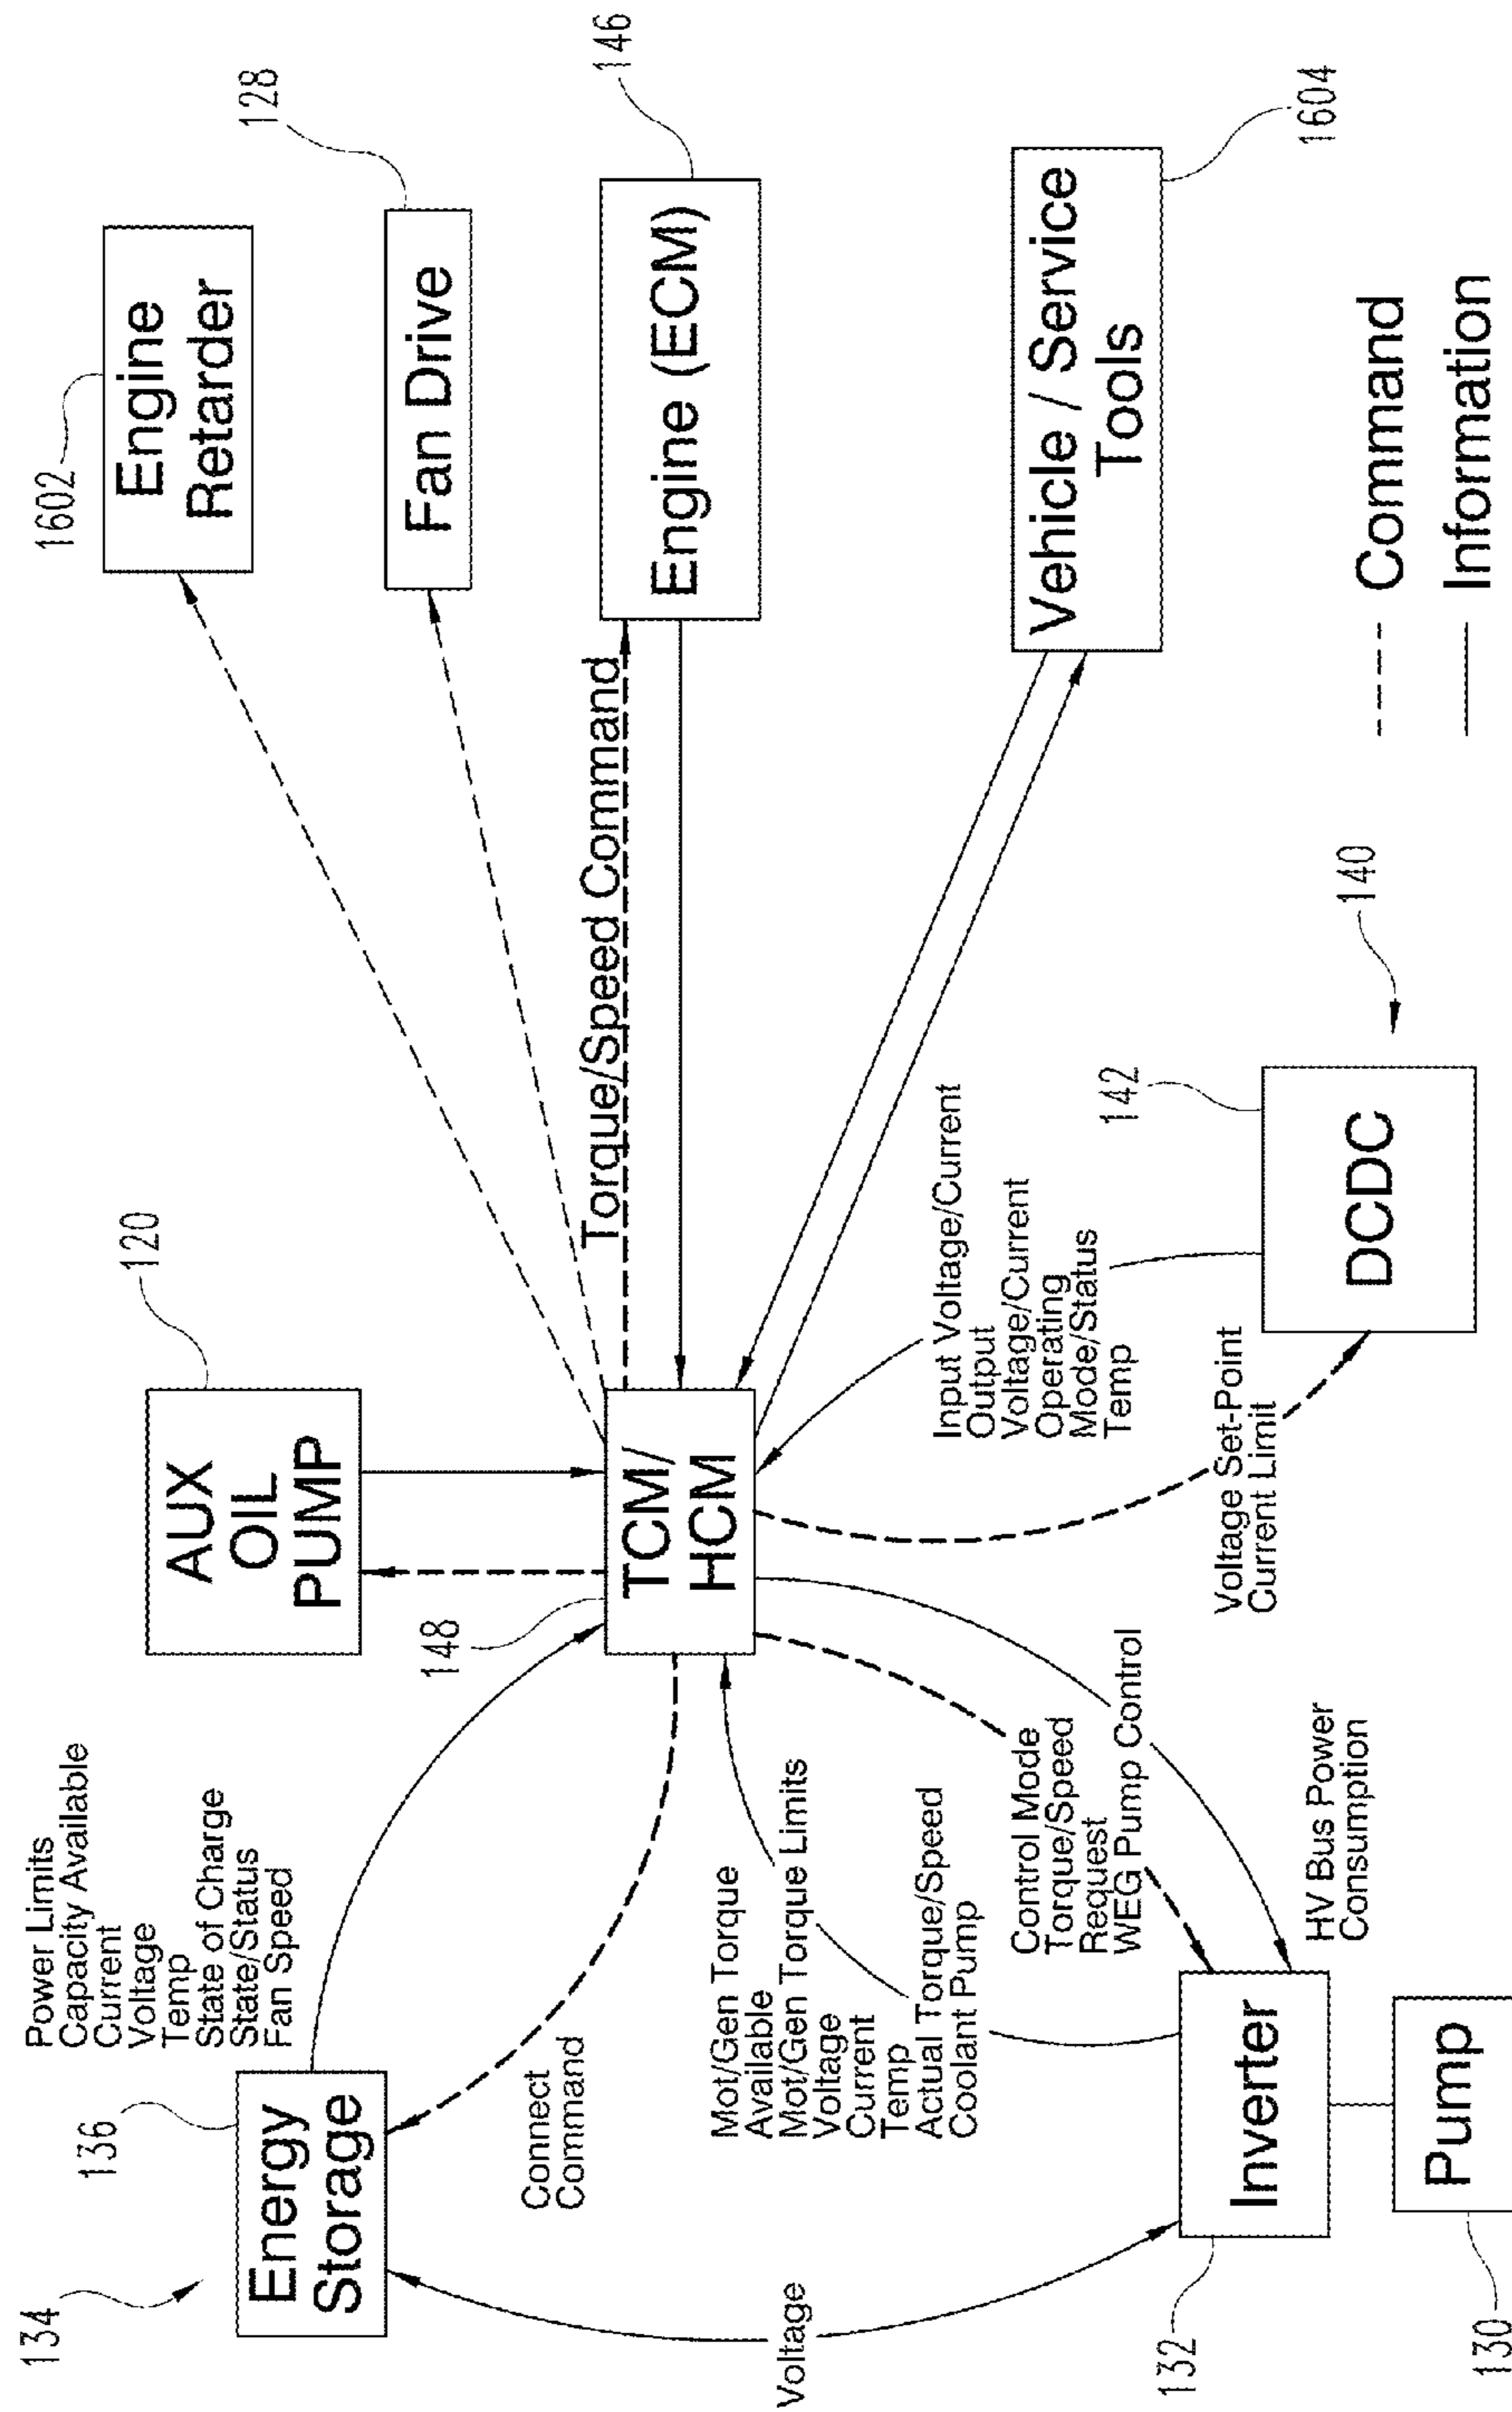 134
136
Energy
Storage
Power Limits
Capacity Available
Current
Voltage
Temp
State of Charge
State/Status
Fan Speed
120
AUX
OIL
PUMP
1602
Engine
Retarder
128
Fan Drive
146
Engine (ECM)
Torque/Speed Command
Connect
Command
148
TCM/
HCM
Voltage
Mot/Gen Torque
Available
Mot/Gen Torque Limits
Voltage
Current
Temp
Actual Torque/Speed
Coolant Pump
Input Voltage/Current
Output
Voltage/Current
Operating
Mode/Status
Temp
Vehicle / Service
Tools
1604
Control Mode
Torque/Speed
Request
WEG Pump Control
Voltage Set-Point
Current Limit
142
DCDC
140
132
Inverter
HV Bus Power
Consumption
130
Pump
Command
Information